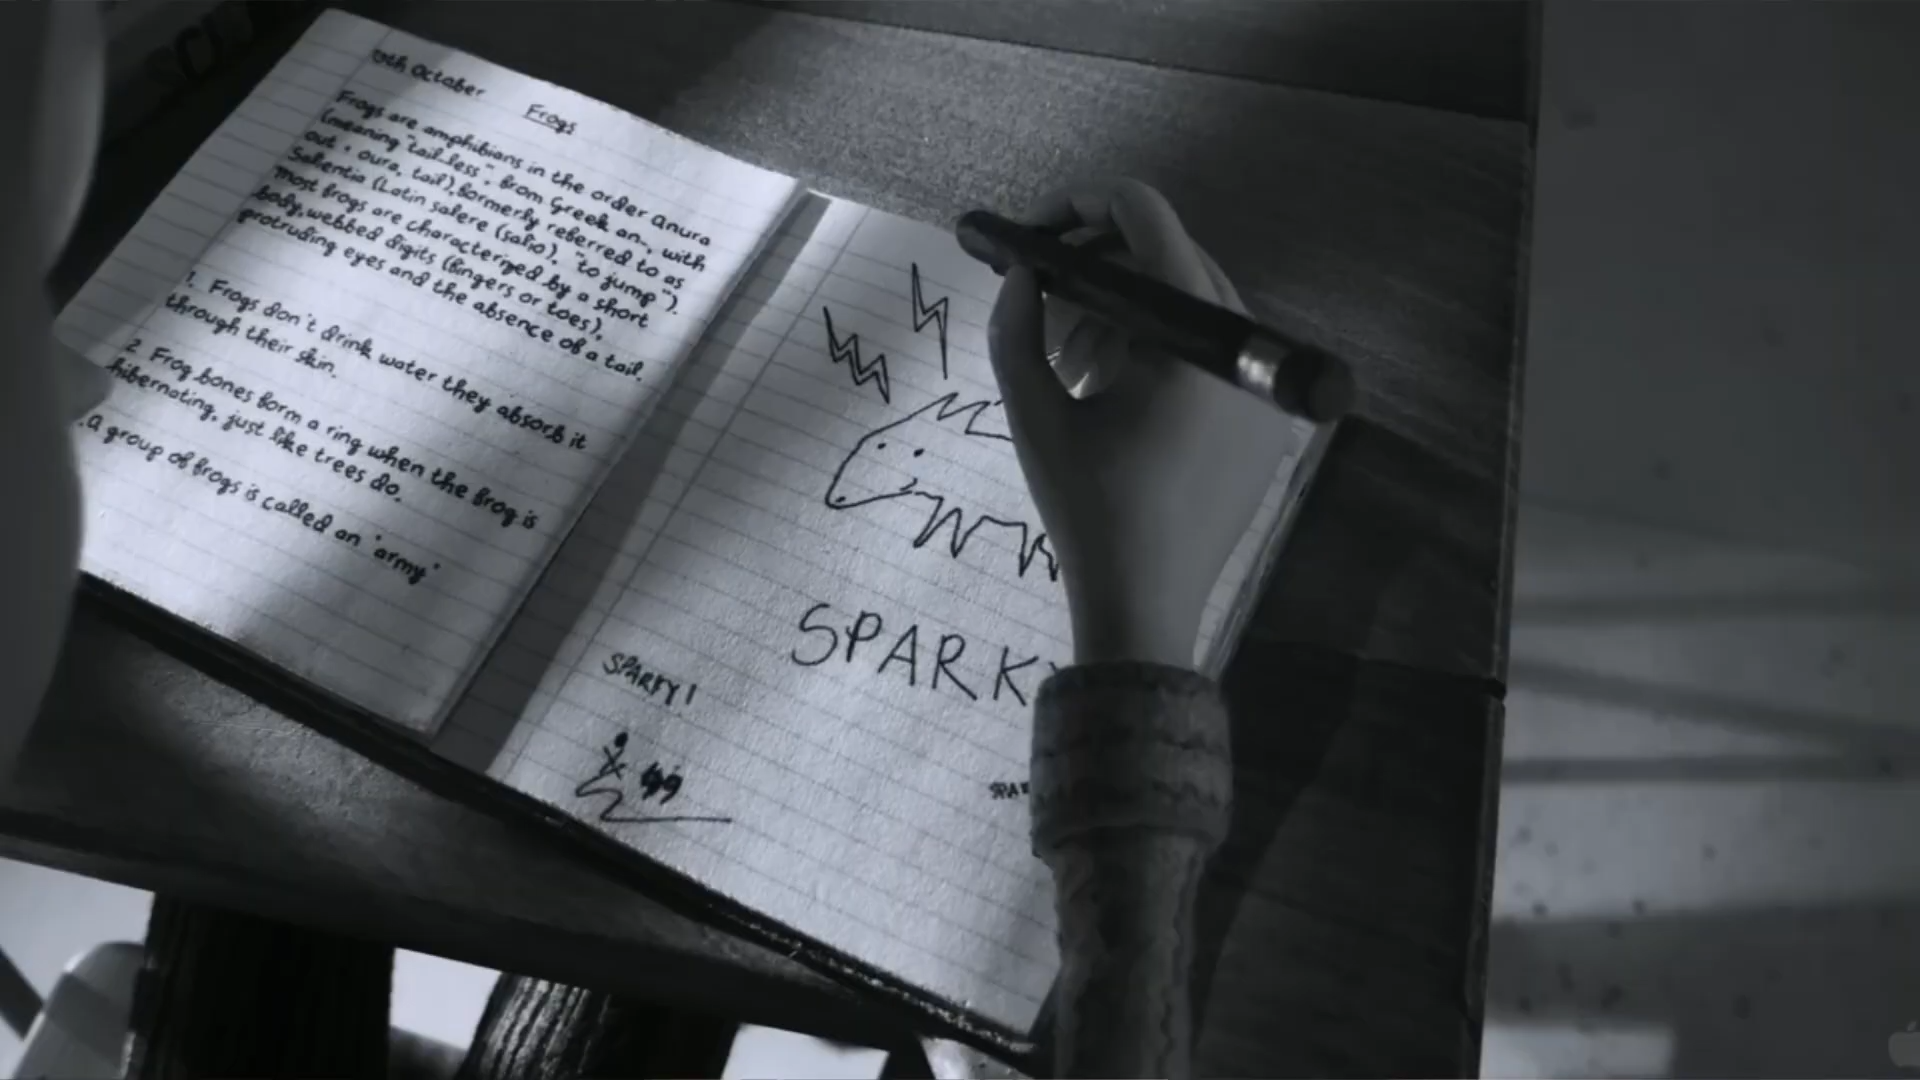 October
Frogs
Frogs are amphibians in the order Anura
(meaning "tail-less", from Greek an-, with
out + oura, tail), formerly referred to as
Salentia (Latin salere (salio), "to jump").
most frogs are characterized by a short
body, webbed digits (fingers or toes),
protruding eyes and the absence of a tail.
1. Frogs don't drink water they absorb it
through their skin.
2. Frog bones form a ring when the frog is
hibernating, just like trees do.
. A group of frogs is called an "army"
SPARKY
SPARKY!
SPAR